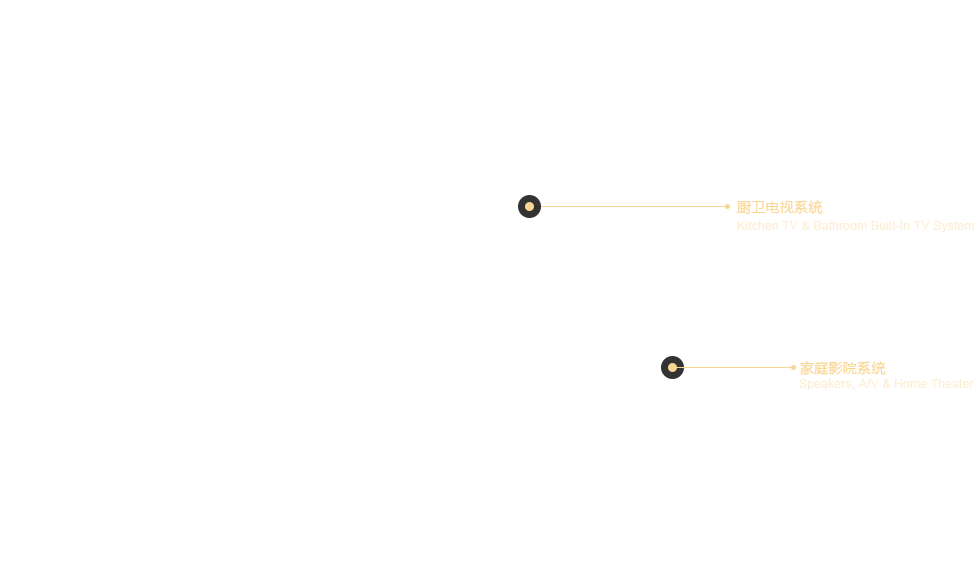 厨卫电视系统
Kitchen TV & Bathroom Built-In TV System
家庭影院系统
Speakers, A/V & Home Theater